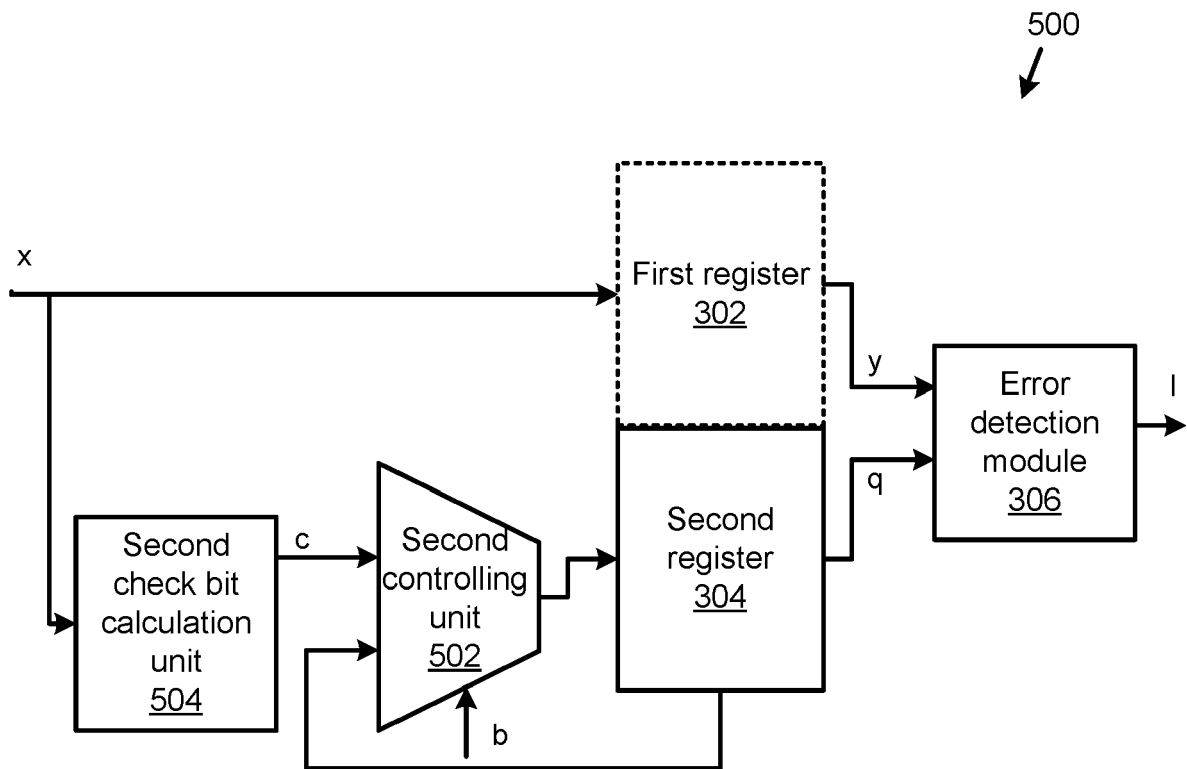 500
x
First register
302
y
Error
detection
module
306
l
q
Second
register
304
c
Second
controlling
unit
502
Second
check bit
calculation
unit
504
b